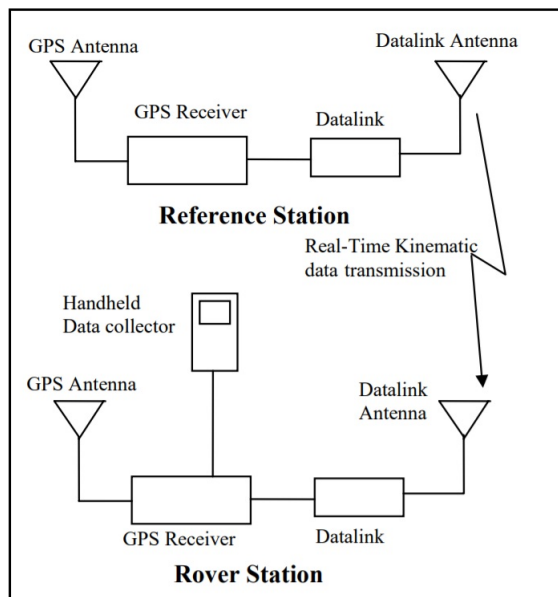 GPS Antenna
Datalink Antenna
GPS Receiver
Datalink
Reference Station
Real-Time Kinematic
data transmission
Handheld
Data collector
GPS Antenna
Datalink
Antenna
GPS Receiver
Datalink
Rover Station